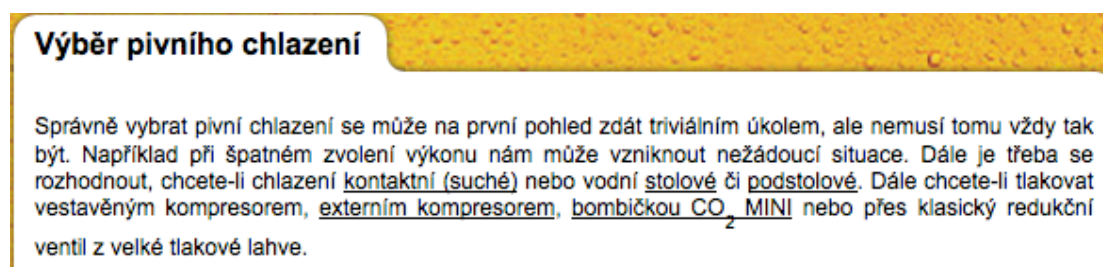 Výběr pivního chlazení
Správně vybrat pivní chlazení se může na první pohled zdát triviálním úkolem, ale nemusí tomu vždy tak
být. Například při špatném zvolení výkonu nám může vzniknout nežádoucí situace. Dále je třeba se
rozhodnout, chcete-li chlazení kontaktní (suché) nebo vodní stolové či podstolové. Dále chcete-li tlakovat
vestavěným kompresorem, externím kompresorem, bombičkou CO2 MINI nebo přes klasický redukční
ventil z velké tlakové lahve.